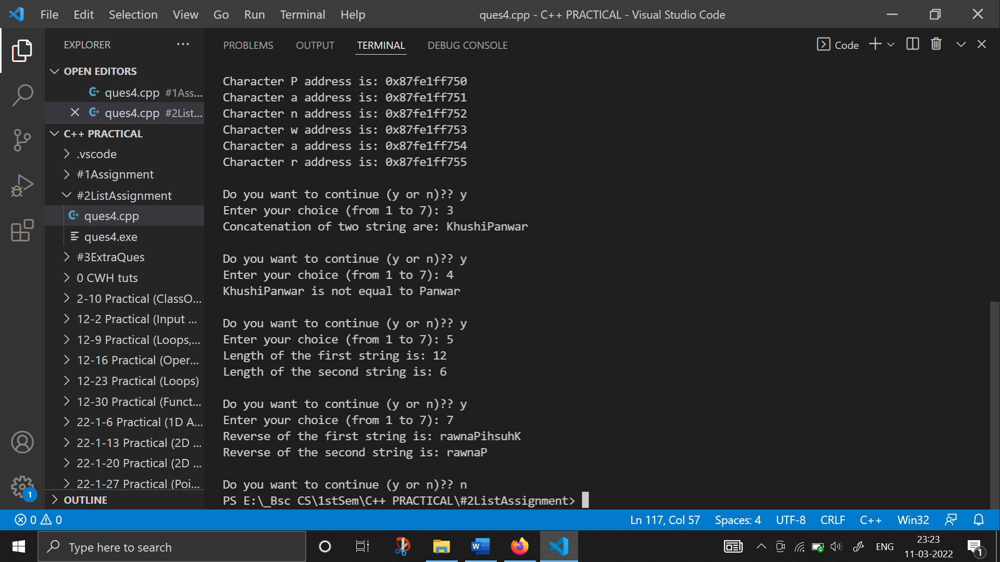 File Edit Selection View Go Run Terminal Help
ques4.cpp - C++ PRACTICAL - Visual Studio Code
EXPLORER
OPEN EDITORS
ques4.cpp #1Ass...
ques4.cpp #2List...
C++ PRACTICAL
.vscode
#1Assignment
#2ListAssignment
ques4.cpp
ques4.exe
#3ExtraQues
0 CWH tuts
2-10 Practical (ClassO...
12-2 Practical (Input ...
12-9 Practical (Loops,...
12-16 Practical (Oper...
12-23 Practical (Loops)
12-30 Practical (Funct...
22-1-6 Practical (1D A...
22-1-13 Practical (2D ...
22-1-20 Practical (2D ...
22-1-27 Practical (Poi...
OUTLINE
1
PROBLEMS OUTPUT TERMINAL DEBUG CONSOLE
Code
Character P address is: 0x87fe1ff750
Character a address is: 0x87fe1ff751
Character n address is: 0x87fe1ff752
Character w address is: 0x87fe1ff753
Character a address is: 0x87fe1ff754
Character r address is: 0x87fe1ff755
Do you want to continue (y or n)?? y
Enter your choice (from 1 to 7): 3
Concatenation of two string are: KhushiPanwar
Do you want to continue (y or n)?? y
Enter your choice (from 1 to 7): 4
KhushiPanwar is not equal to Panwar
Do you want to continue (y or n)?? y
Enter your choice (from 1 to 7): 5
Length of the first string is: 12
Length of the second string is: 6
Do you want to continue (y or n)?? y
Enter your choice (from 1 to 7): 7
Reverse of the first string is: rawnaPihsuhK
Reverse of the second string is: rawnaP
Do you want to continue (y or n)?? n
PS E:\_Bsc CS\1stSem\C++ PRACTICAL\#2ListAssignment>
0 0
Ln 117, Col 57 Spaces: 4 UTF-8 CRLF C++ Win32
Type here to search
W
ENG
23:23
11-03-2022
1